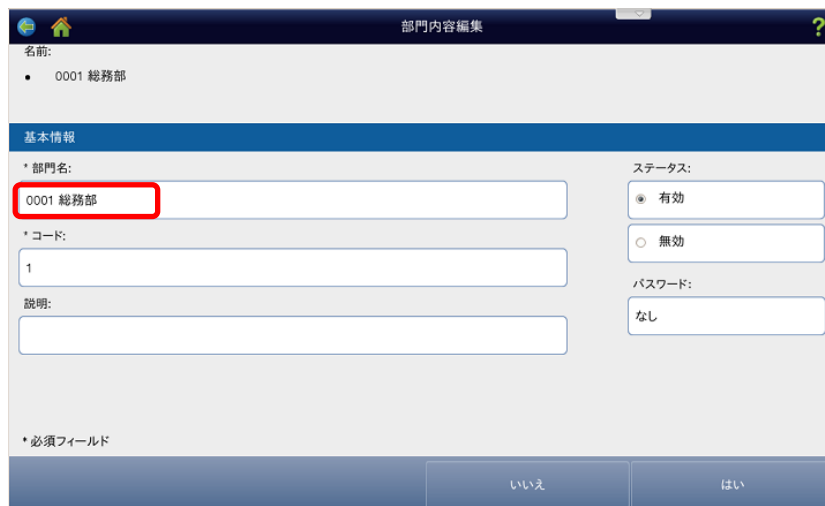 部門内容編集
?
名前:
• 0001 総務部
基本情報
* 部門名:
0001 総務部
* コード:
1
説明:
ステータス:
有効
無効
パスワード:
なし
* 必須フィールド
いいえ
はい